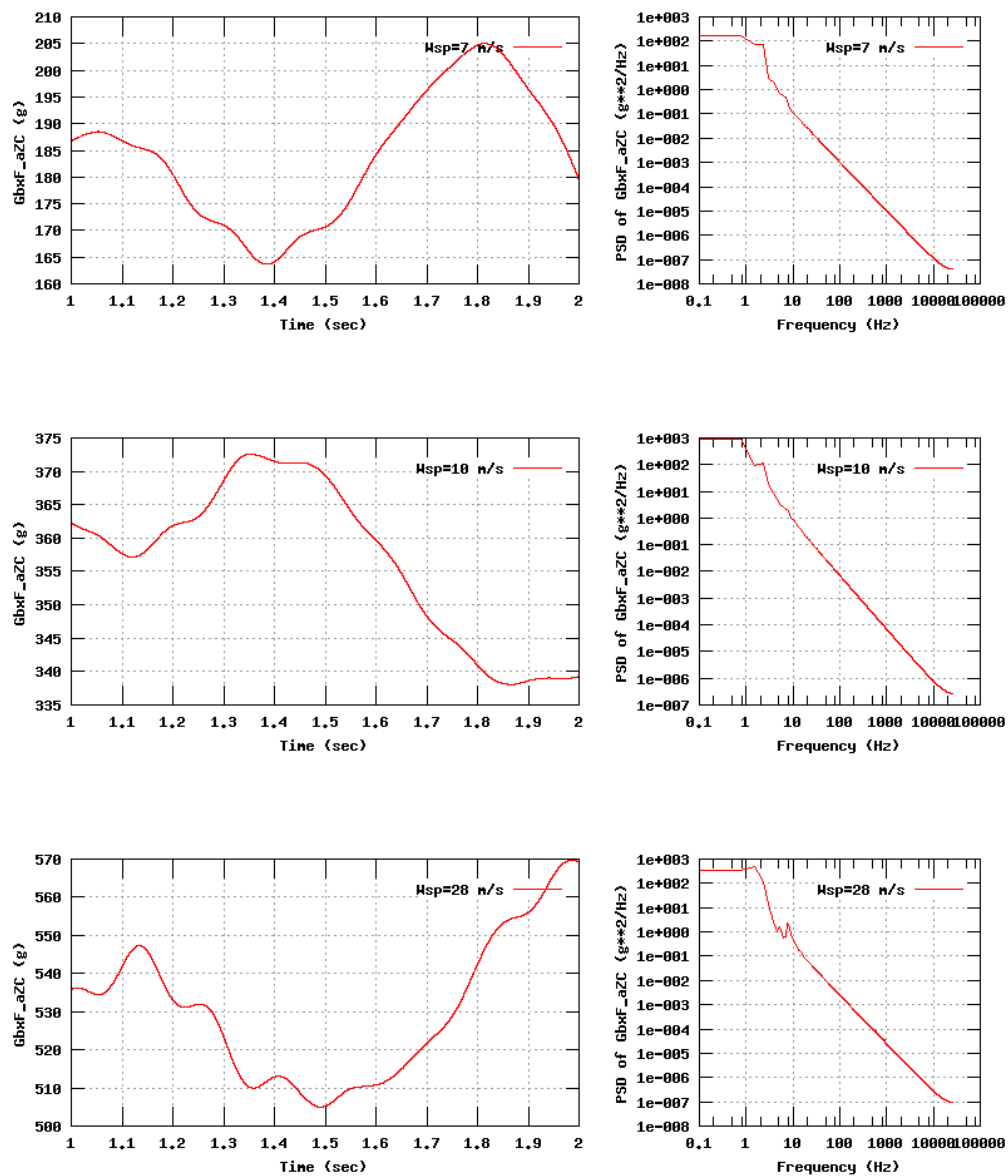 210
205
200
195
190
185
180
175
170
165
160
GbxF_aZC (g)
Wsp=7 m/s
1 1.1 1.2 1.3 1.4 1.5 1.6 1.7 1.8 1.9 2
Time (sec)
1e+003
1e+002
1e+001
1e+000
1e-001
1e-002
1e-003
1e-004
1e-005
1e-006
1e-007
1e-008
PSD of GbxF_aZC (g**2/Hz)
Wsp=7 m/s
0.1 1 10 100 1000 10000 100000
Frequency (Hz)
375
370
365
360
355
350
345
340
335
GbxF_aZC (g)
Wsp=10 m/s
1 1.1 1.2 1.3 1.4 1.5 1.6 1.7 1.8 1.9 2
Time (sec)
1e+003
1e+002
1e+001
1e+000
1e-001
1e-002
1e-003
1e-004
1e-005
1e-006
1e-007
PSD of GbxF_aZC (g**2/Hz)
Wsp=10 m/s
0.1 1 10 100 1000 10000 100000
Frequency (Hz)
570
560
550
540
530
520
510
500
GbxF_aZC (g)
Wsp=28 m/s
1 1.1 1.2 1.3 1.4 1.5 1.6 1.7 1.8 1.9 2
Time (sec)
1e+003
1e+002
1e+001
1e+000
1e-001
1e-002
1e-003
1e-004
1e-005
1e-006
1e-007
1e-008
PSD of GbxF_aZC (g**2/Hz)
Wsp=28 m/s
0.1 1 10 100 1000 10000 100000
Frequency (Hz)